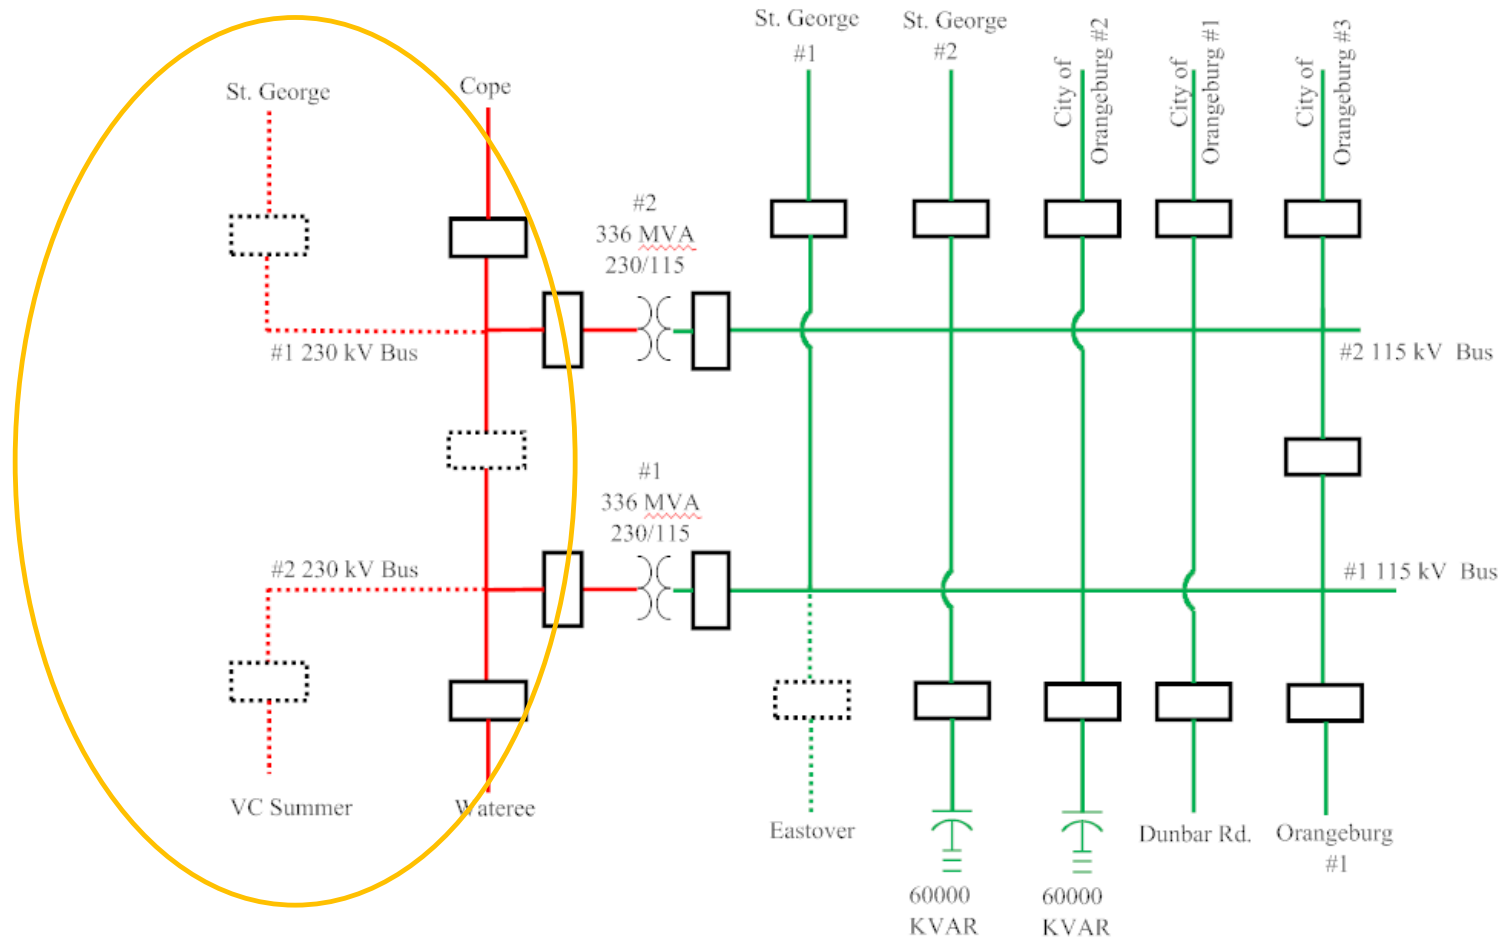 St. George
#1
St. George
#2
City of
Orangeburg #2
City of
Orangeburg #1
City of
Orangeburg #3
St. George
Cope
#2
336 MVA
230/115
#1 230 kV Bus
#2 115 kV Bus
#1
336 MVA
230/115
#2 230 kV Bus
#1 115 kV Bus
VC Summer
Wateree
Eastover
Dunbar Rd.
Orangeburg
#1
60000
KVAR
60000
KVAR